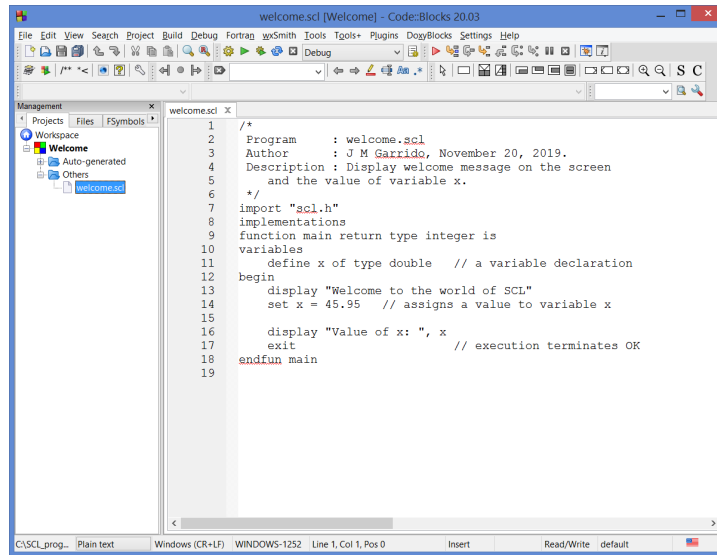 welcome.scl [Welcome] - Code::Blocks 20.03
File Edit View Search Project Build Debug Fortran wxSmith Tools Tools+ Plugins DoxyBlocks Settings Help
Debug
/** *<
S C
Management
Projects Files FSymbols
Workspace
Welcome
Auto-generated
Others
welcome.scl
welcome.scl
1 /*
2 Program : welcome.scl
3 Author : J M Garrido, November 20, 2019.
4 Description : Display welcome message on the screen
5 and the value of variable x.
6 */
7 import "scl.h"
8 implementations
9 function main return type integer is
10 variables
11 define x of type double // a variable declaration
12 begin
13 display "Welcome to the world of SCL"
14 set x = 45.95 // assigns a value to variable x
15
16 display "Value of x: ", x
17 exit // execution terminates OK
18 endfun main
19
C:\SCL_prog... Plain text Windows (CR+LF) WINDOWS-1252 Line 1, Col 1, Pos 0 Insert Read/Write default